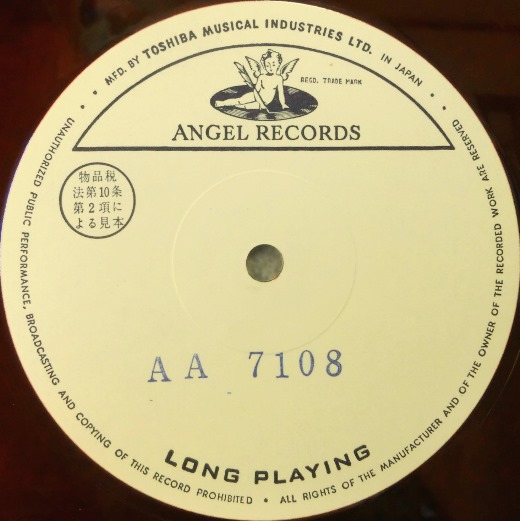 MFD. BY TOSHIBA MUSICAL INDUSTRIES LTD. IN JAPAN
REGD. TRADE MARK
ANGEL RECORDS
物品税
法第10条
第2項に
よる見本
AA 7108
LONG PLAYING
UNAUTHORIZED PUBLIC PERFORMANCE, BROADCASTING AND COPYING OF THIS RECORD PROHIBITED • ALL RIGHTS OF THE MANUFACTURER AND OF THE OWNER OF THE RECORDED WORK ARE RESERVED